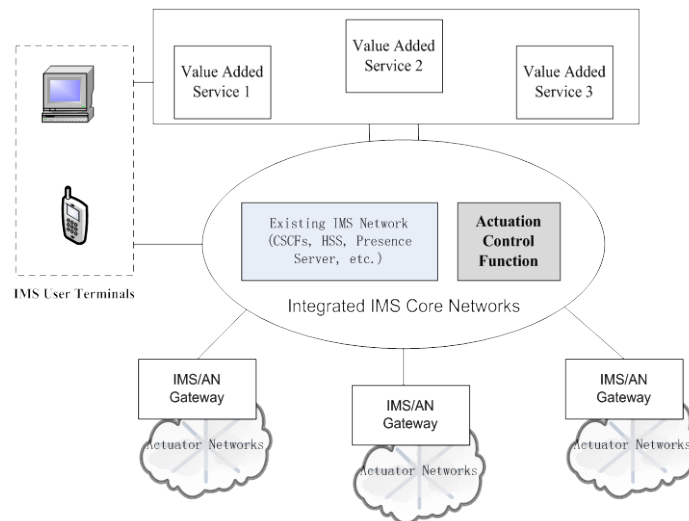 Value Added
Service 1
Value Added
Service 2
Value Added
Service 3
IMS User Terminals
Existing IMS Network
(CSCFs, HSS, Presence
Server, etc.)
Actuation
Control
Function
Integrated IMS Core Networks
IMS/AN
Gateway
Actuator Networks
IMS/AN
Gateway
Actuator Networks
IMS/AN
Gateway
Actuator Networks